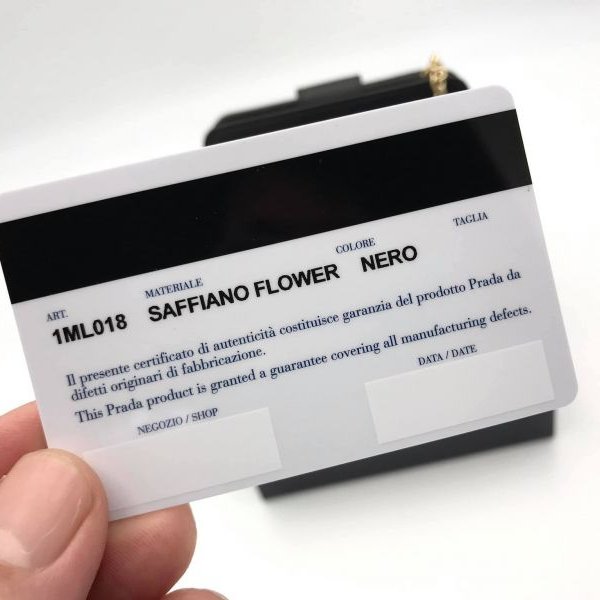 ART. MATERIALE COLORE TAGLIA
1ML018 SAFFIANO FLOWER NERO
Il presente certificato di autenticità costituisce garanzia del prodotto Prada da
difetti originari di fabbricazione.
This Prada product is granted a guarantee covering all manufacturing defects.
NEGOZIO / SHOP DATA / DATE